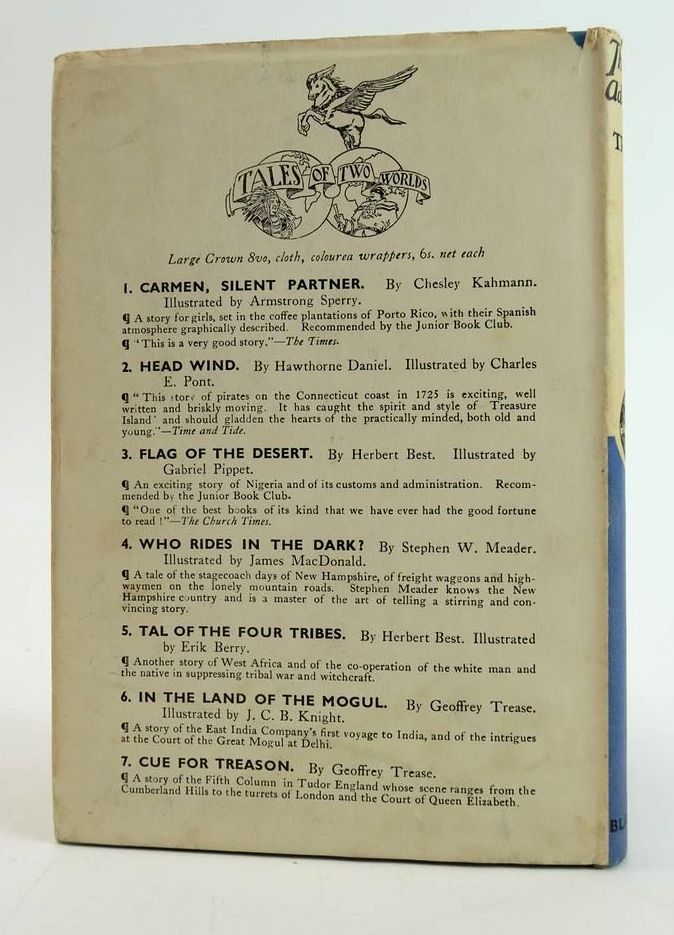 TALES OF TWO WORLDS
Large Crown 8vo, cloth, colourea wrappers, 6s. net each
1. CARMEN, SILENT PARTNER. By Chesley Kahmann.
Illustrated by Armstrong Sperry.
¶ A story for girls, set in the coffee plantations of Porto Rico, with their Spanish
atmosphere graphically described. Recommended by the Junior Book Club.
¶ "This is a very good story."—The Times.
2. HEAD WIND. By Hawthorne Daniel. Illustrated by Charles
E. Pont.
¶ "This story of pirates on the Connecticut coast in 1725 is exciting, well
written and briskly moving. It has caught the spirit and style of 'Treasure
Island' and should gladden the hearts of the practically minded, both old and
young."—Time and Tide.
3. FLAG OF THE DESERT. By Herbert Best. Illustrated by
Gabriel Pippet.
¶ An exciting story of Nigeria and of its customs and administration. Recom-
mended by the Junior Book Club.
¶ "One of the best books of its kind that we have ever had the good fortune
to read!"—The Church Times.
4. WHO RIDES IN THE DARK? By Stephen W. Meader.
Illustrated by James MacDonald.
¶ A tale of the stagecoach days of New Hampshire, of freight waggons and high-
waymen on the lonely mountain roads. Stephen Meader knows the New
Hampshire country and is a master of the art of telling a stirring and con-
vincing story.
5. TAL OF THE FOUR TRIBES. By Herbert Best. Illustrated
by Erik Berry.
¶ Another story of West Africa and of the co-operation of the white man and
the native in suppressing tribal war and witchcraft.
6. IN THE LAND OF THE MOGUL. By Geoffrey Trease.
Illustrated by J. C. B. Knight.
¶ A story of the East India Company's first voyage to India, and of the intrigues
at the Court of the Great Mogul at Delhi.
7. CUE FOR TREASON. By Geoffrey Trease.
¶ A story of the Fifth Column in Tudor England whose scene ranges from the
Cumberland Hills to the turrets of London and the Court of Queen Elizabeth.